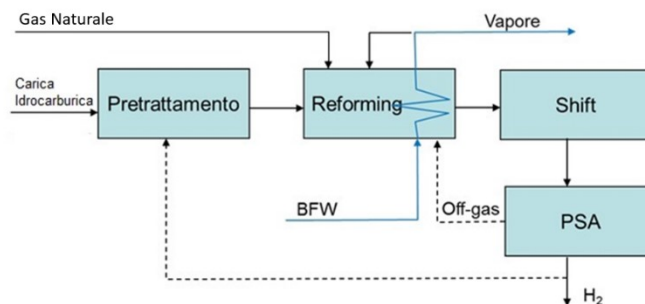 Gas Naturale
Vapore
Carica
Idrocarburica
Pretrattamento
Reforming
Shift
BFW
Off-gas
PSA
H₂